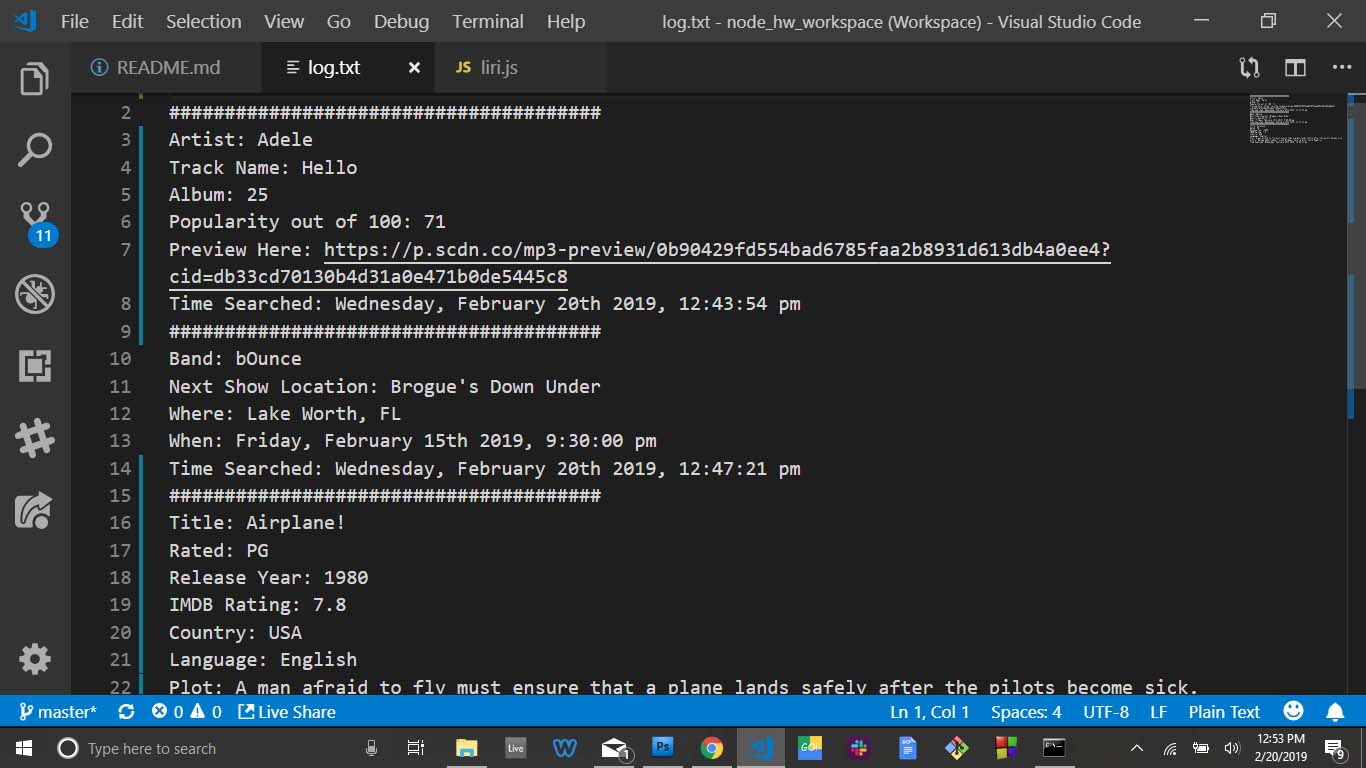 File Edit Selection View Go Debug Terminal Help log.txt - node_hw_workspace (Workspace) - Visual Studio Code
README.md log.txt JS liri.js
2 #######################################
3 Artist: Adele
4 Track Name: Hello
5 Album: 25
6 Popularity out of 100: 71
7 Preview Here: https://p.scdn.co/mp3-preview/0b90429fd554bad6785faa2b8931d613db4a0ee4?
cid=db33cd70130b4d31a0e471b0de5445c8
8 Time Searched: Wednesday, February 20th 2019, 12:43:54 pm
9 #######################################
10 Band: bOunce
11 Next Show Location: Brogue's Down Under
12 Where: Lake Worth, FL
13 When: Friday, February 15th 2019, 9:30:00 pm
14 Time Searched: Wednesday, February 20th 2019, 12:47:21 pm
15 #######################################
16 Title: Airplane!
17 Rated: PG
18 Release Year: 1980
19 IMDB Rating: 7.8
20 Country: USA
21 Language: English
22 Plot: A man afraid to fly must ensure that a plane lands safely after the pilots become sick.
11
master* 0 0 Live Share Ln 1, Col 1 Spaces: 4 UTF-8 LF Plain Text
Type here to search Live W 1 Ps GO! 12:53 PM
2/20/2019 9